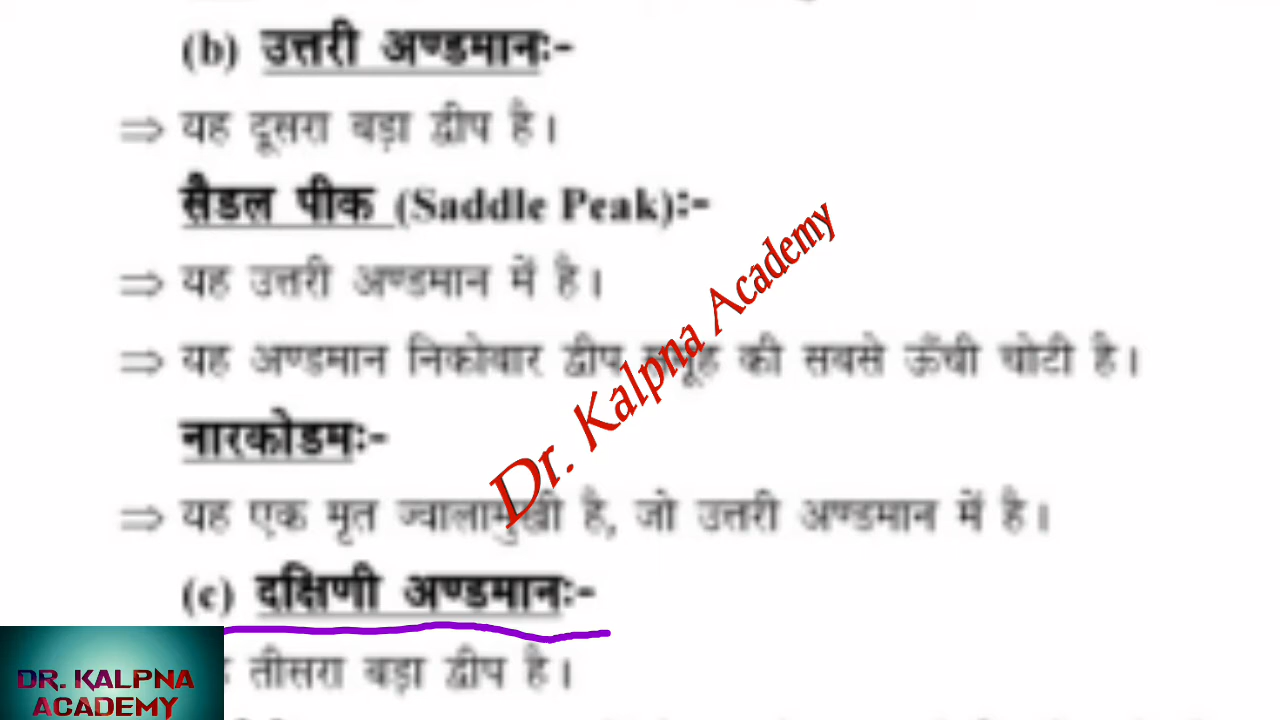 (b) उत्तरी अण्डमानः-
⇒ यह दूसरा बड़ा द्वीप है।
सैडल पीक (Saddle Peak)ः-
⇒ यह उत्तरी अण्डमान में है।
⇒ यह अण्डमान निकोबार द्वीप समूह की सबसे ऊँची चोटी है।
नारकोडमः-
⇒ यह एक मृत ज्वालामुखी है, जो उत्तरी अण्डमान में है।
(c) दक्षिणी अण्डमानः-
तीसरा बड़ा द्वीप है।
Dr. Kalpna Academy
DR. KALPNA
ACADEMY